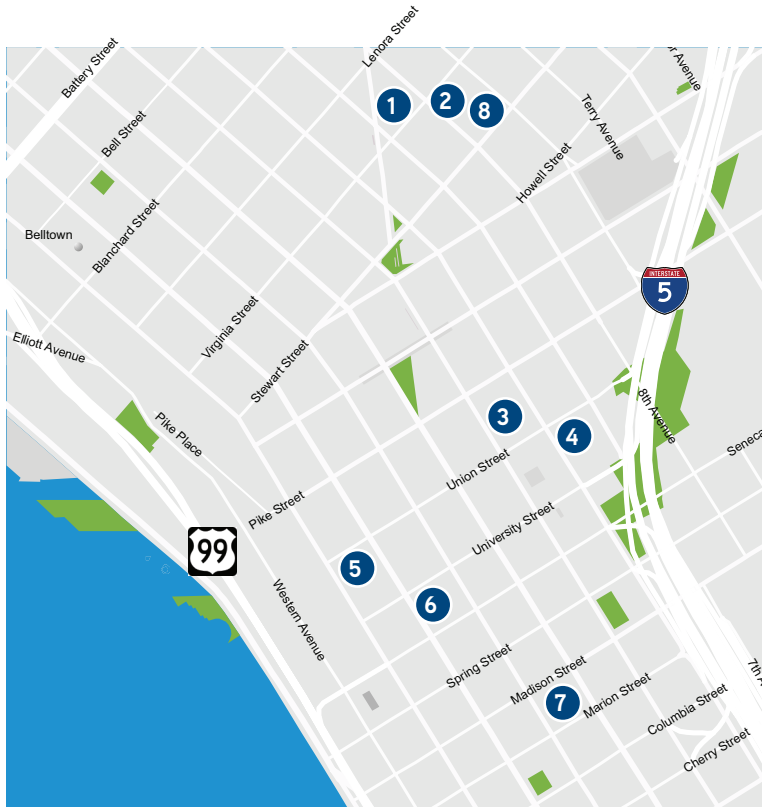 Lenora Street
or Avenue
Battery Street
1
2
8
Terry Avenue
Bell Street
Howell Street
Belltown
Blanchard Street
INTERSTATE
5
Virginia Street
Elliott Avenue
Stewart Street
Pike Place
3
8th Avenue
4
Seneca
Union Street
Pike Street
University Street
99
5
6
Western Avenue
Spring Street
Madison Street
7
Marion Street
7th A
Columbia Street
Cherry Street